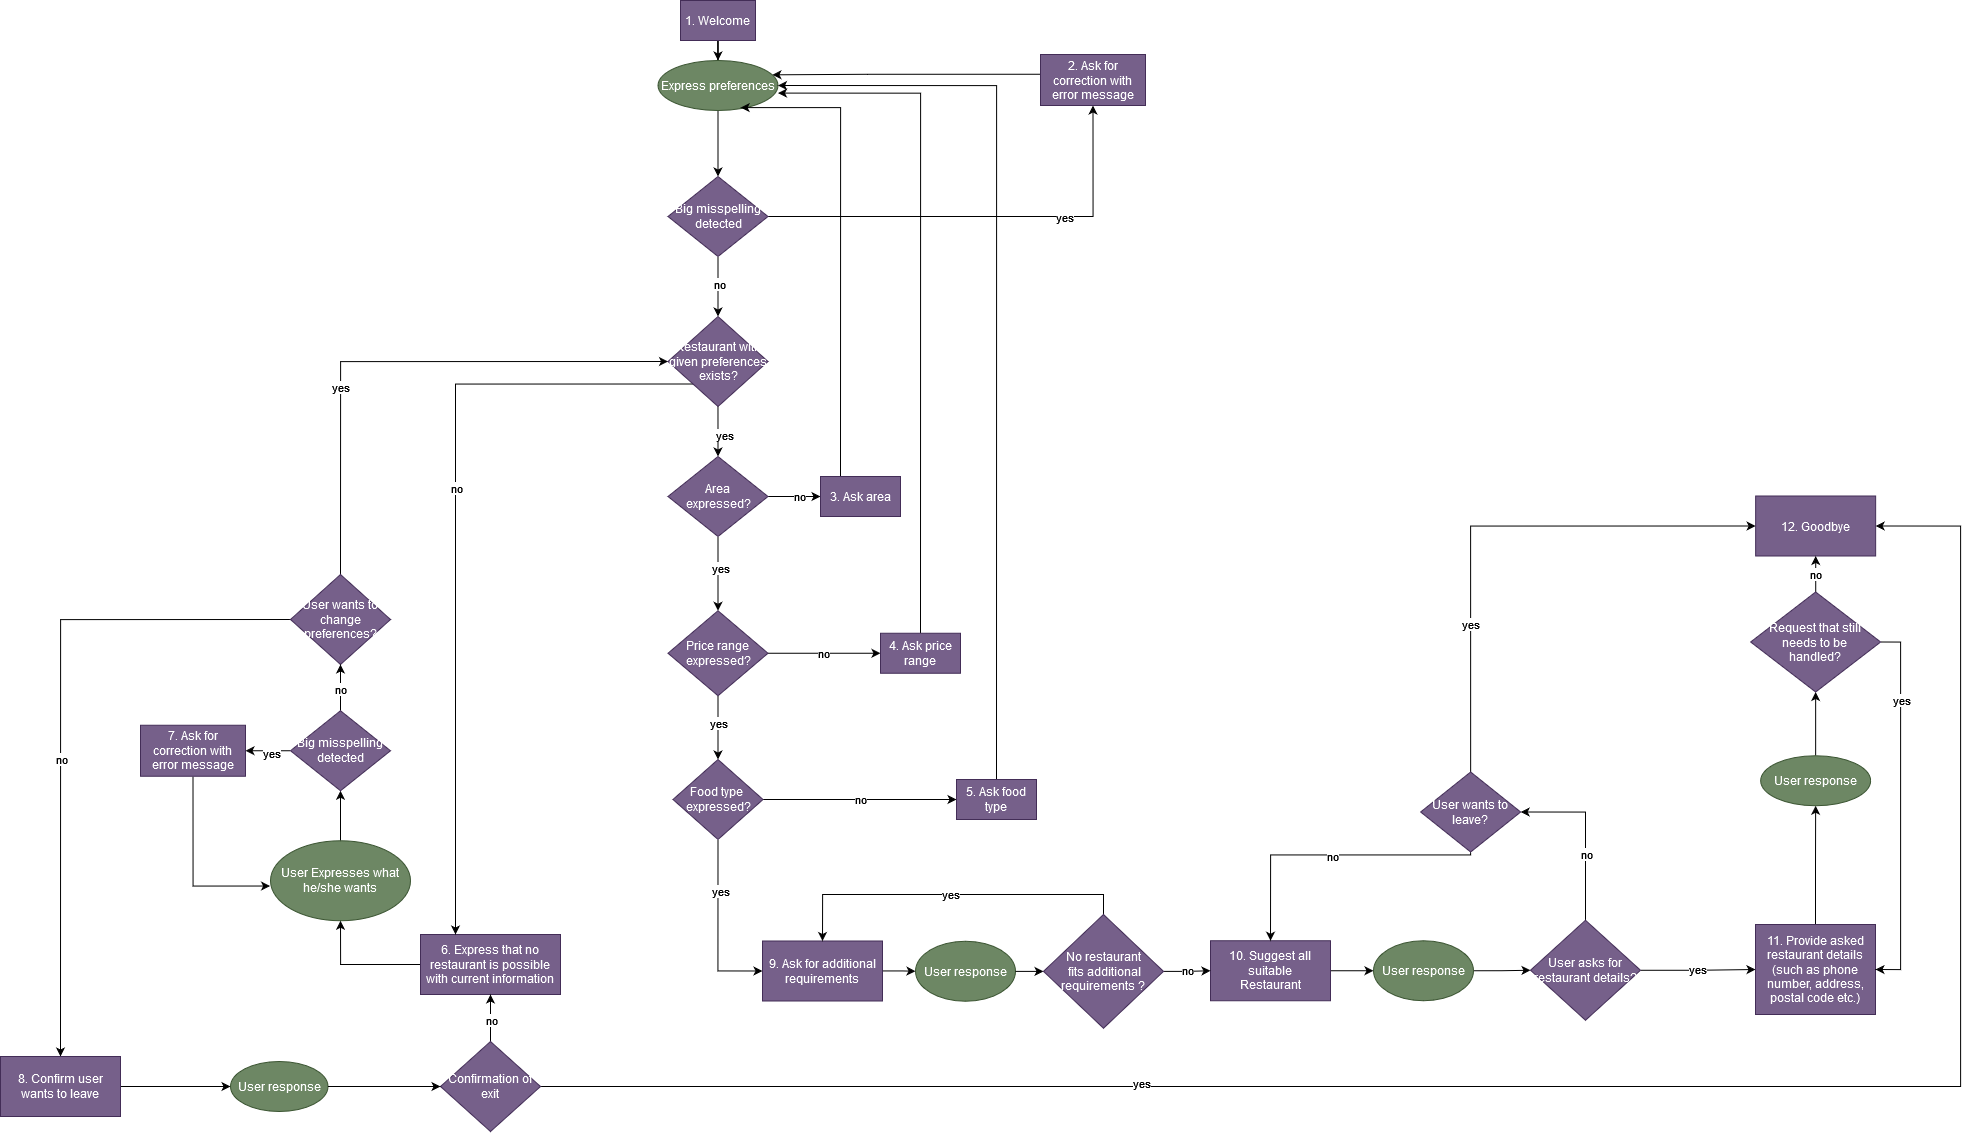 1. Welcome
Express preferences
2. Ask for
correction with
error message
Big misspelling
detected
yes
no
Restaurant with
given preferences
exists?
yes
no
yes
Area
expressed?
no
3. Ask area
yes
Price range
expressed?
no
4. Ask price
range
yes
Food type
expressed?
no
5. Ask food
type
yes
User wants to
change
preferences?
no
no
Big misspelling
detected
yes
7. Ask for
correction with
error message
User Expresses what
he/she wants
6. Express that no
restaurant is possible
with current information
no
8. Confirm user
wants to leave
User response
Confirmation of
exit
yes
9. Ask for additional
requirements
User response
yes
No restaurant
fits additional
requirements ?
no
10. Suggest all
suitable
Restaurant
User response
User asks for
restaurant details?
no
User wants to
leave?
no
yes
yes
11. Provide asked
restaurant details
(such as phone
number, address,
postal code etc.)
User response
Request that still
needs to be
handled?
yes
no
12. Goodbye